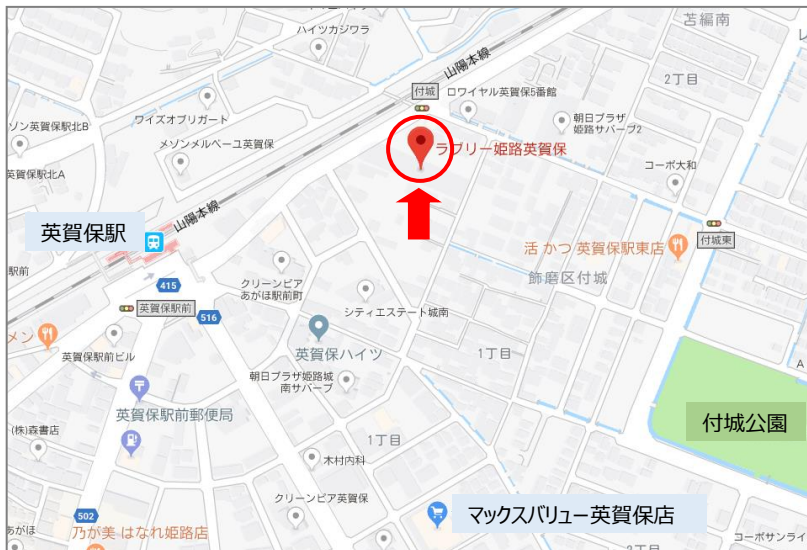 苫編南
ハイツカジワラ
山陽本線
2丁目
付城
ロワイヤル英賀保5番館
ワイズオブリガート
朝日プラザ
姫路サバーブ2
ゾン英賀保駅北B
メゾンメルベーユ英賀保
ラブリー姫路英賀保
コーポ大和
英賀保駅北A
山陽本線
英賀保駅
付城東
活 かつ 英賀保駅東店
駅前
飾磨区付城
415
クリーンピア
あがほ駅前町
英賀保駅前
516
シティエステート城南
メン
英賀保駅前ビル
英賀保ハイツ
1丁目
A
朝日プラザ姫路城
南サバーブ
英賀保駅前郵便局
付城公園
(株)森書店
1丁目
木村内科
クリーンピア英賀保
502
マックスバリュー英賀保店
あがほ
乃が美 はなれ姫路店
コーポサンライ